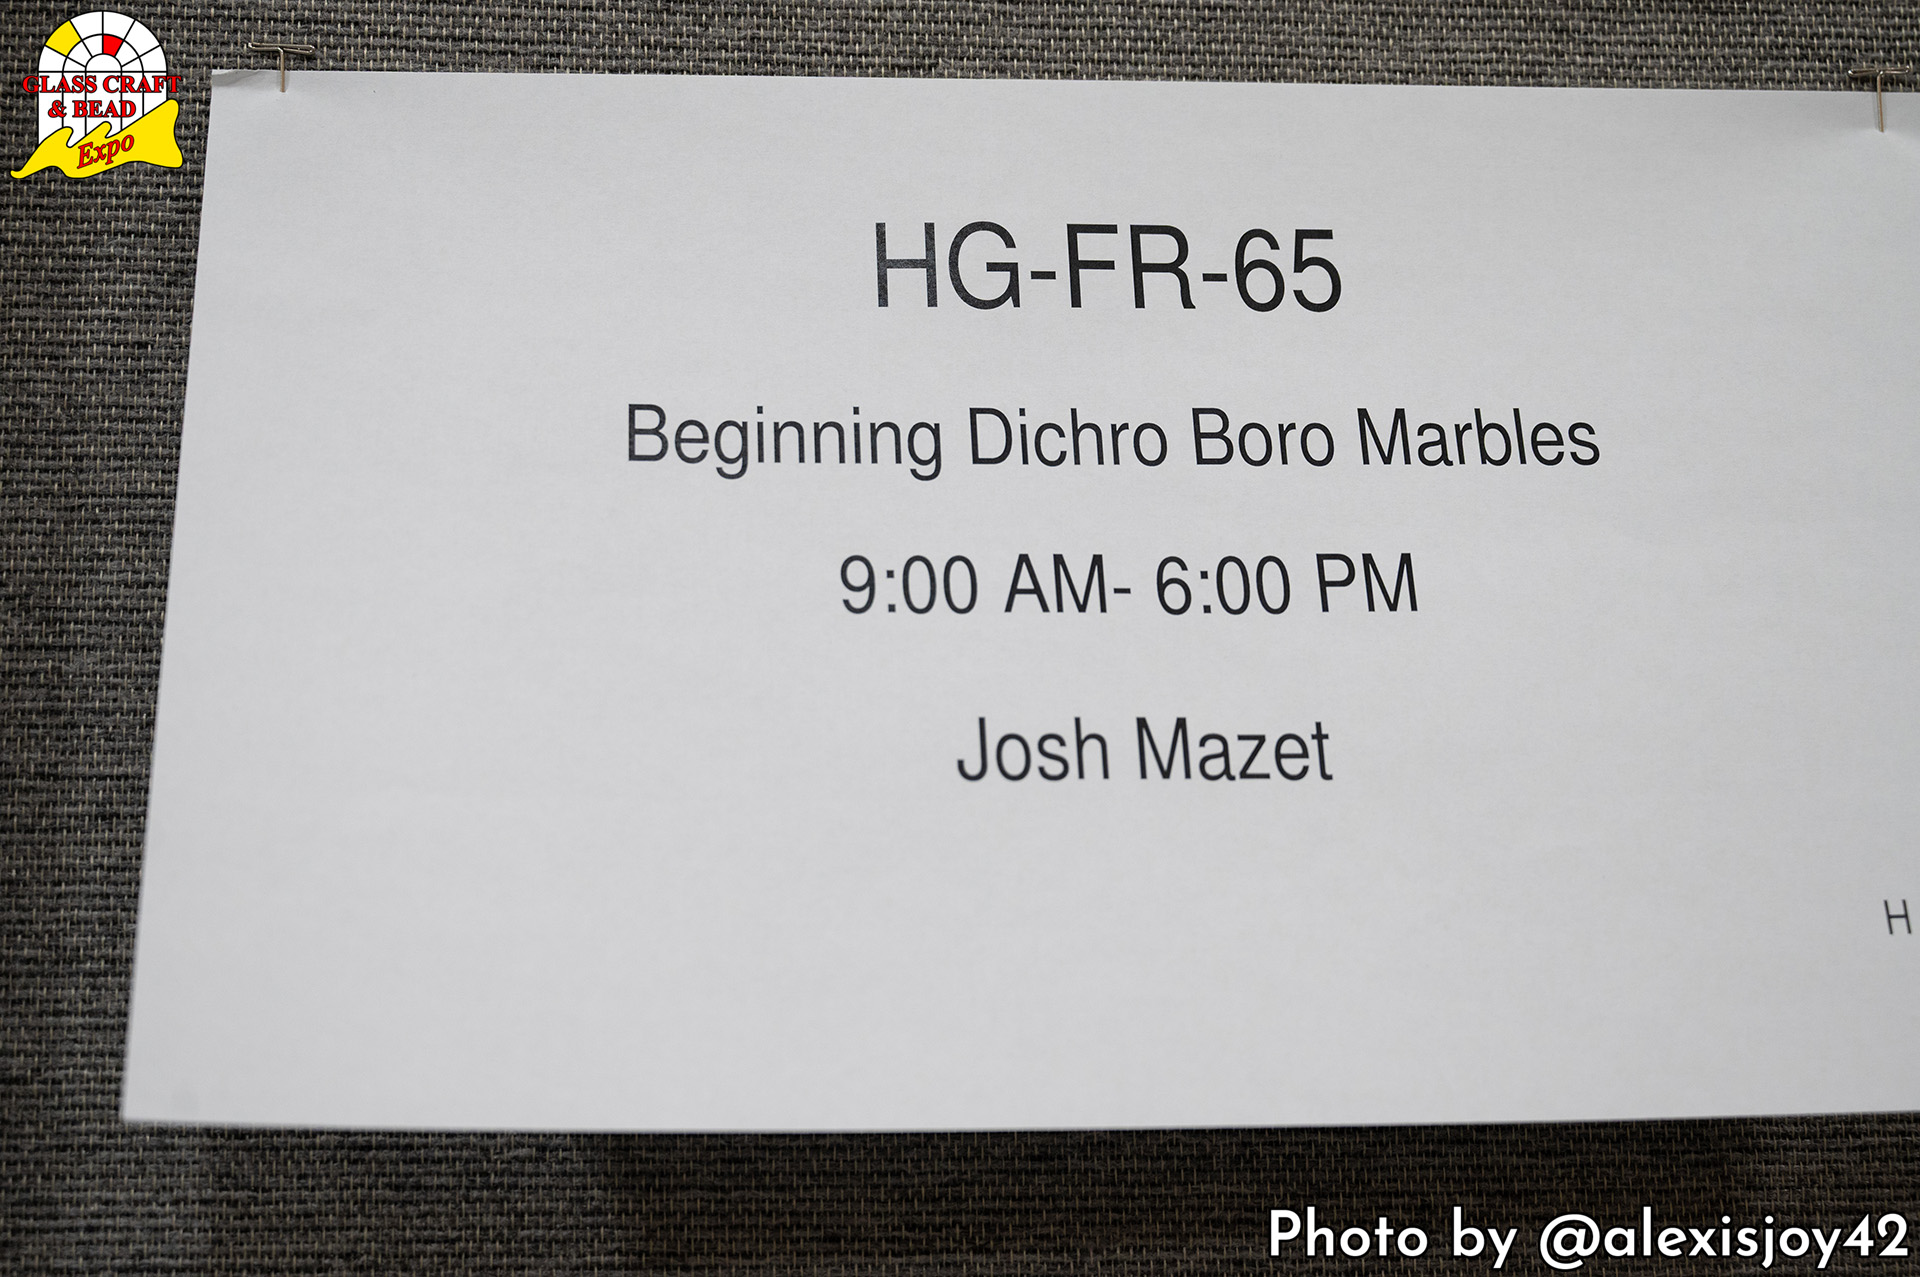 GLASS CRAFT
& BEAD
Expo
HG-FR-65
Beginning Dichro Boro Marbles
9:00 AM- 6:00 PM
Josh Mazet
H
Photo by @alexisjoy42